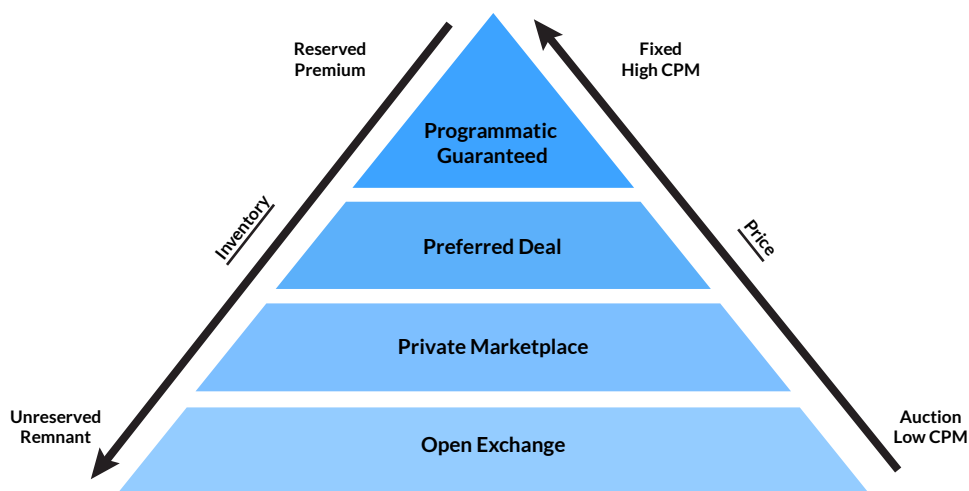 Reserved
Premium
Fixed
High CPM
Programmatic
Guaranteed
Inventory
Price
Preferred Deal
Private Marketplace
Unreserved
Remnant
Auction
Low CPM
Open Exchange